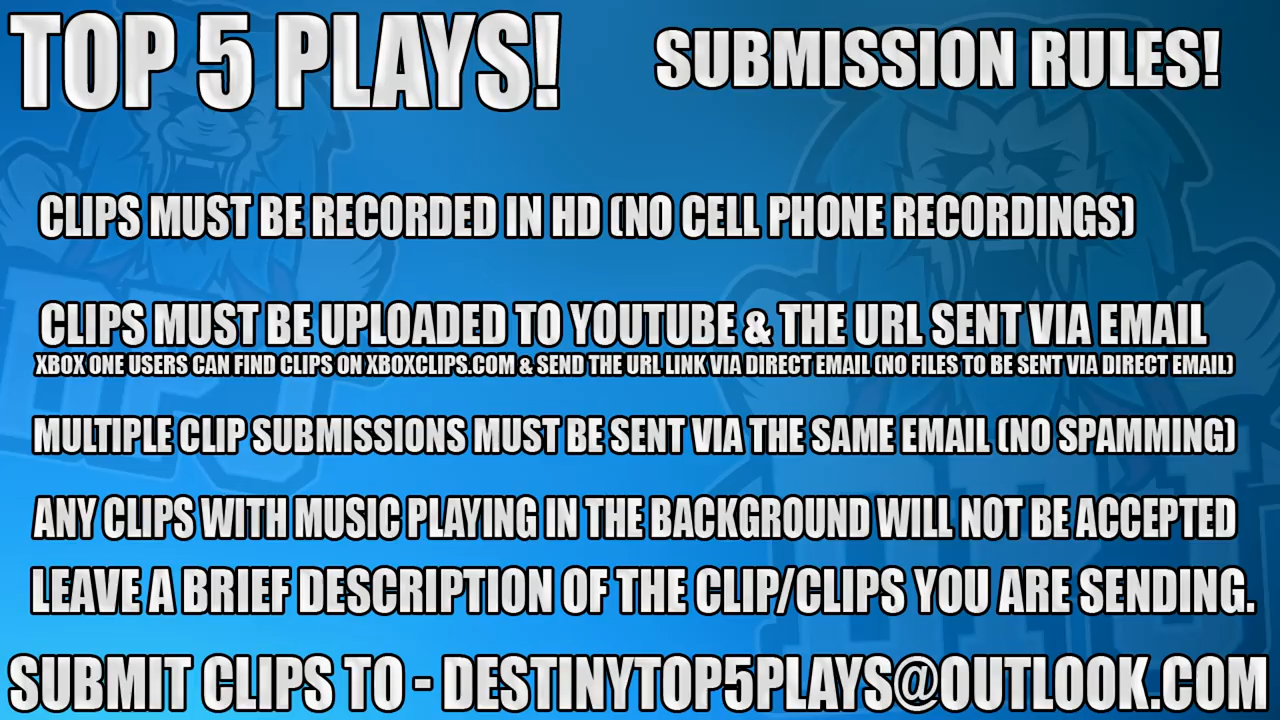 TOP 5 PLAYS!
SUBMISSION RULES!
CLIPS MUST BE RECORDED IN HD (NO CELL PHONE RECORDINGS)
CLIPS MUST BE UPLOADED TO YOUTUBE & THE URL SENT VIA EMAIL
XBOX ONE USERS CAN FIND CLIPS ON XBOXCLIPS.COM & SEND THE URL LINK VIA DIRECT EMAIL (NO FILES TO BE SENT VIA DIRECT EMAIL)
MULTIPLE CLIP SUBMISSIONS MUST BE SENT VIA THE SAME EMAIL (NO SPAMMING)
ANY CLIPS WITH MUSIC PLAYING IN THE BACKGROUND WILL NOT BE ACCEPTED
LEAVE A BRIEF DESCRIPTION OF THE CLIP/CLIPS YOU ARE SENDING.
SUBMIT CLIPS TO - DESTINYTOP5PLAYS@OUTLOOK.COM